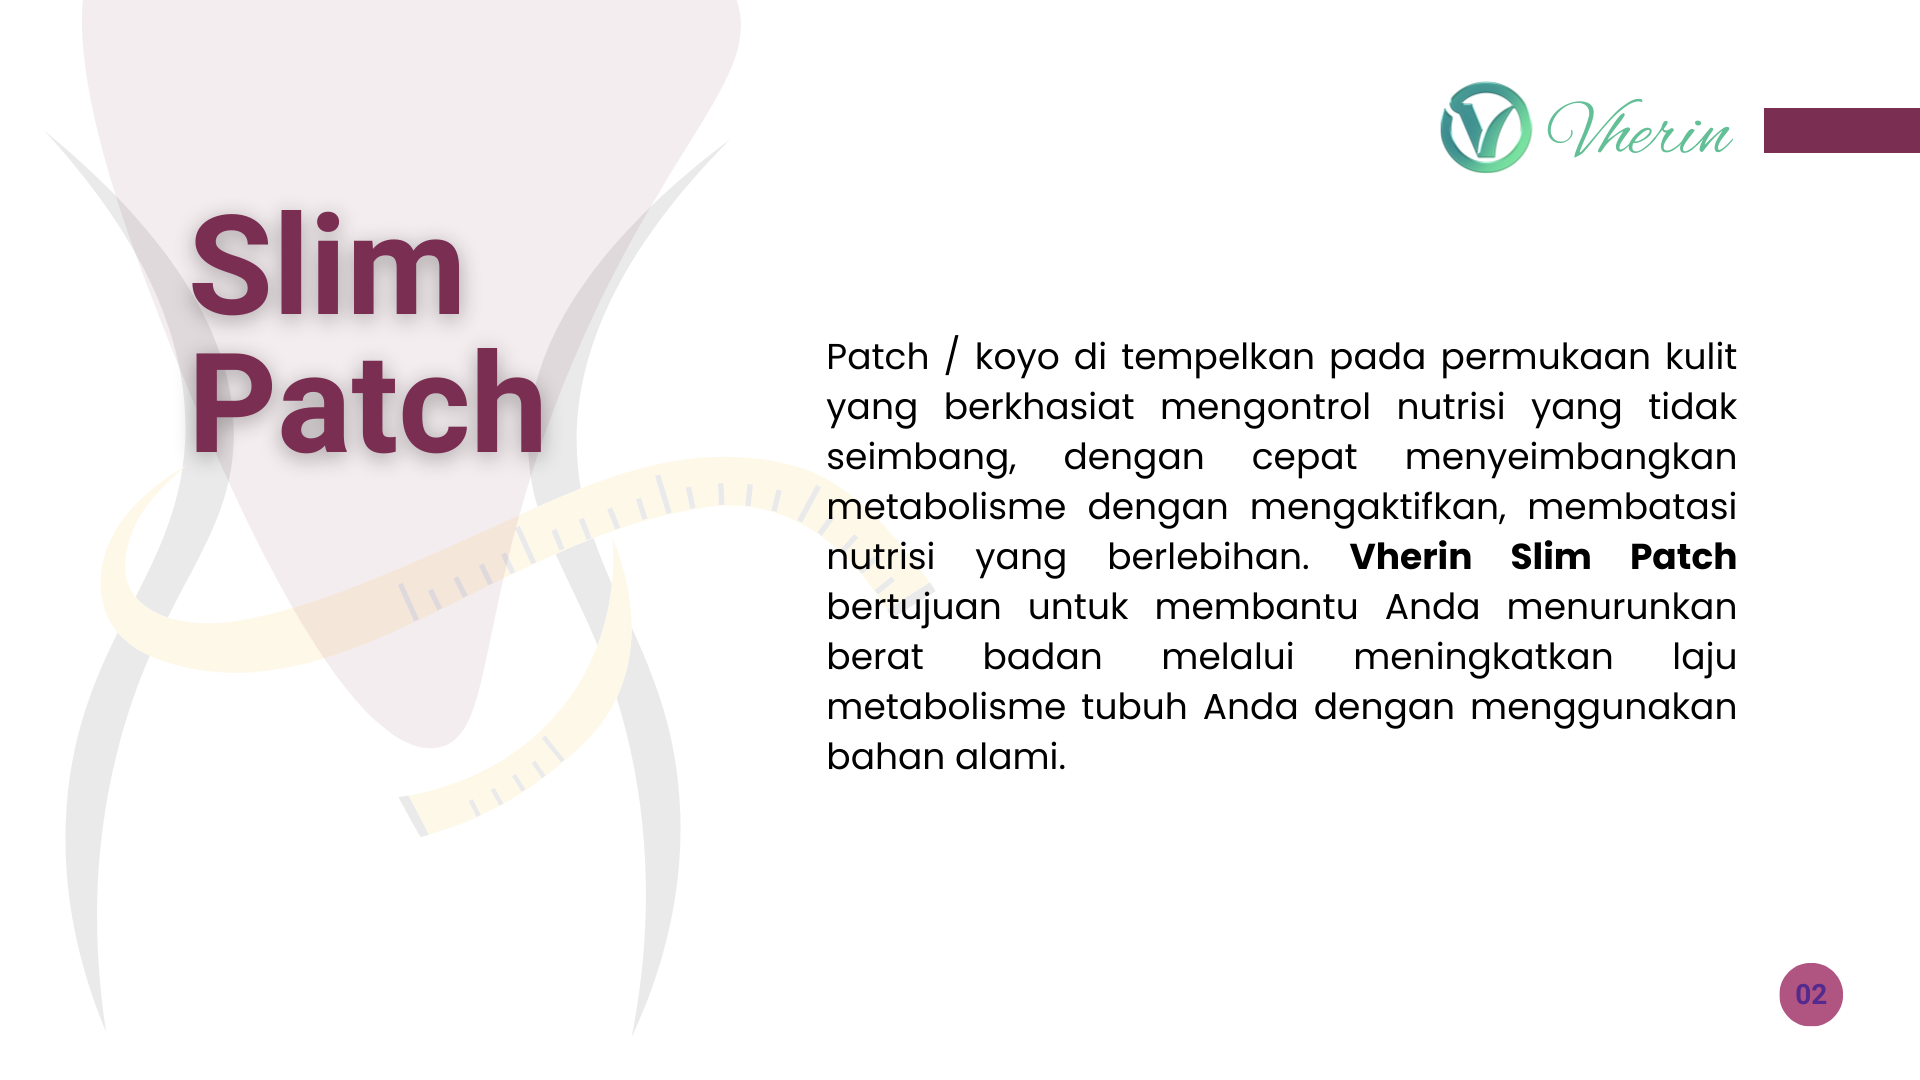 Vherin
Slim
Patch
Patch / koyo di tempelkan pada permukaan kulit
yang berkhasiat mengontrol nutrisi yang tidak
seimbang, dengan cepat menyeimbangkan
metabolisme dengan mengaktifkan, membatasi
nutrisi yang berlebihan. Vherin Slim Patch
bertujuan untuk membantu Anda menurunkan
berat badan melalui meningkatkan laju
metabolisme tubuh Anda dengan menggunakan
bahan alami.
02